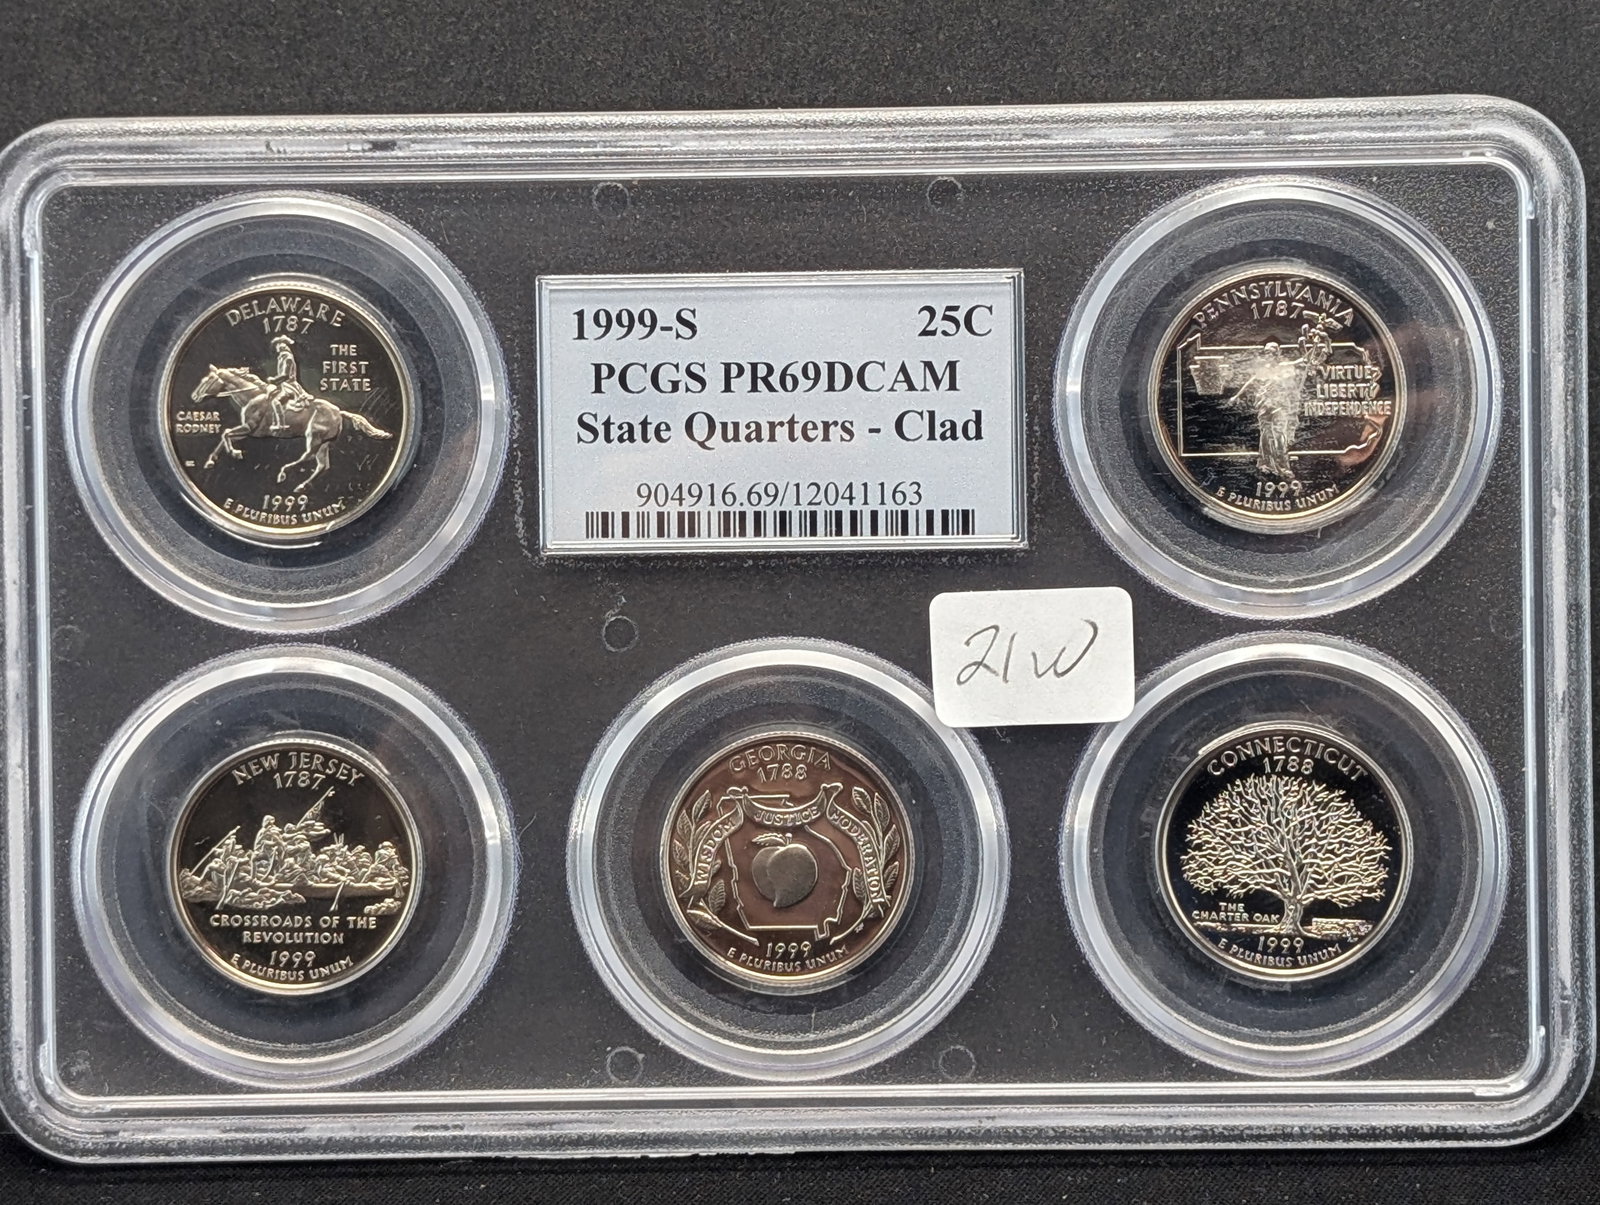 DELAWARE
1787
THE
FIRST
STATE
CAESAR
RODNEY
1999
E PLURIBUS UNUM
1999-S 25C
PCGS PR69DCAM
State Quarters - Clad
904916.69/12041163
PENNSYLVANIA
1787
VIRTUE
LIBERTY
INDEPENDENCE
1999
E PLURIBUS UNUM
21W
NEW JERSEY
1787
CROSSROADS OF THE
REVOLUTION
1999
E PLURIBUS UNUM
GEORGIA
1788
WISDOM JUSTICE MODERATION
1999
E PLURIBUS UNUM
CONNECTICUT
1788
THE
CHARTER OAK
1999
E PLURIBUS UNUM